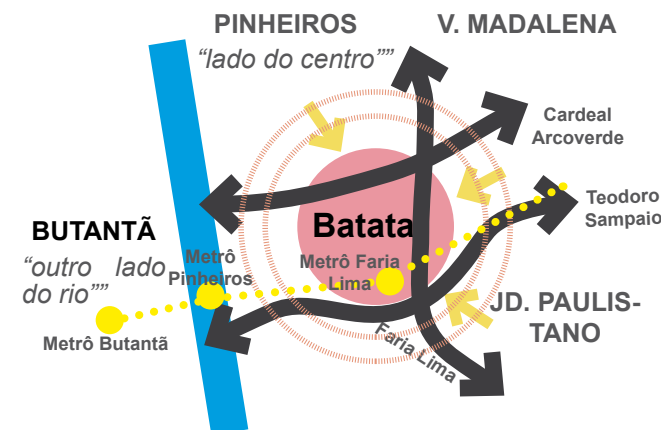 PINHEIROS
“lado do centro””
V. MADALENA
Cardeal
Arcoverde
Teodoro
Sampaio
BUTANTÃ
“outro lado
do rio””
Metrô
Pinheiros
Batata
Metrô Faria
Lima
Metrô Butantã
Faria Lima
JD. PAULIS-
TANO